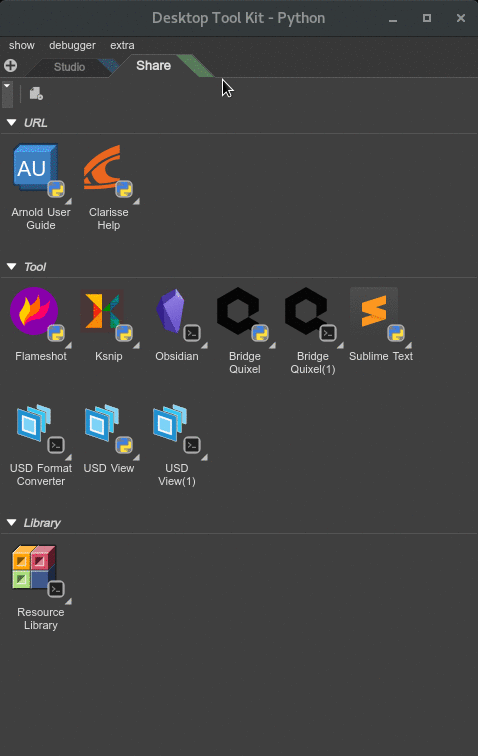 Desktop Tool Kit - Python
show debugger extra
Studio Share
URL
AU
Arnold User Guide
Clarisse Help
Tool
Flameshot
Ksnip
Obsidian
Bridge Quixel
Bridge Quixel(1)
Sublime Text
USD Format Converter
USD View
USD View(1)
Library
Resource Library